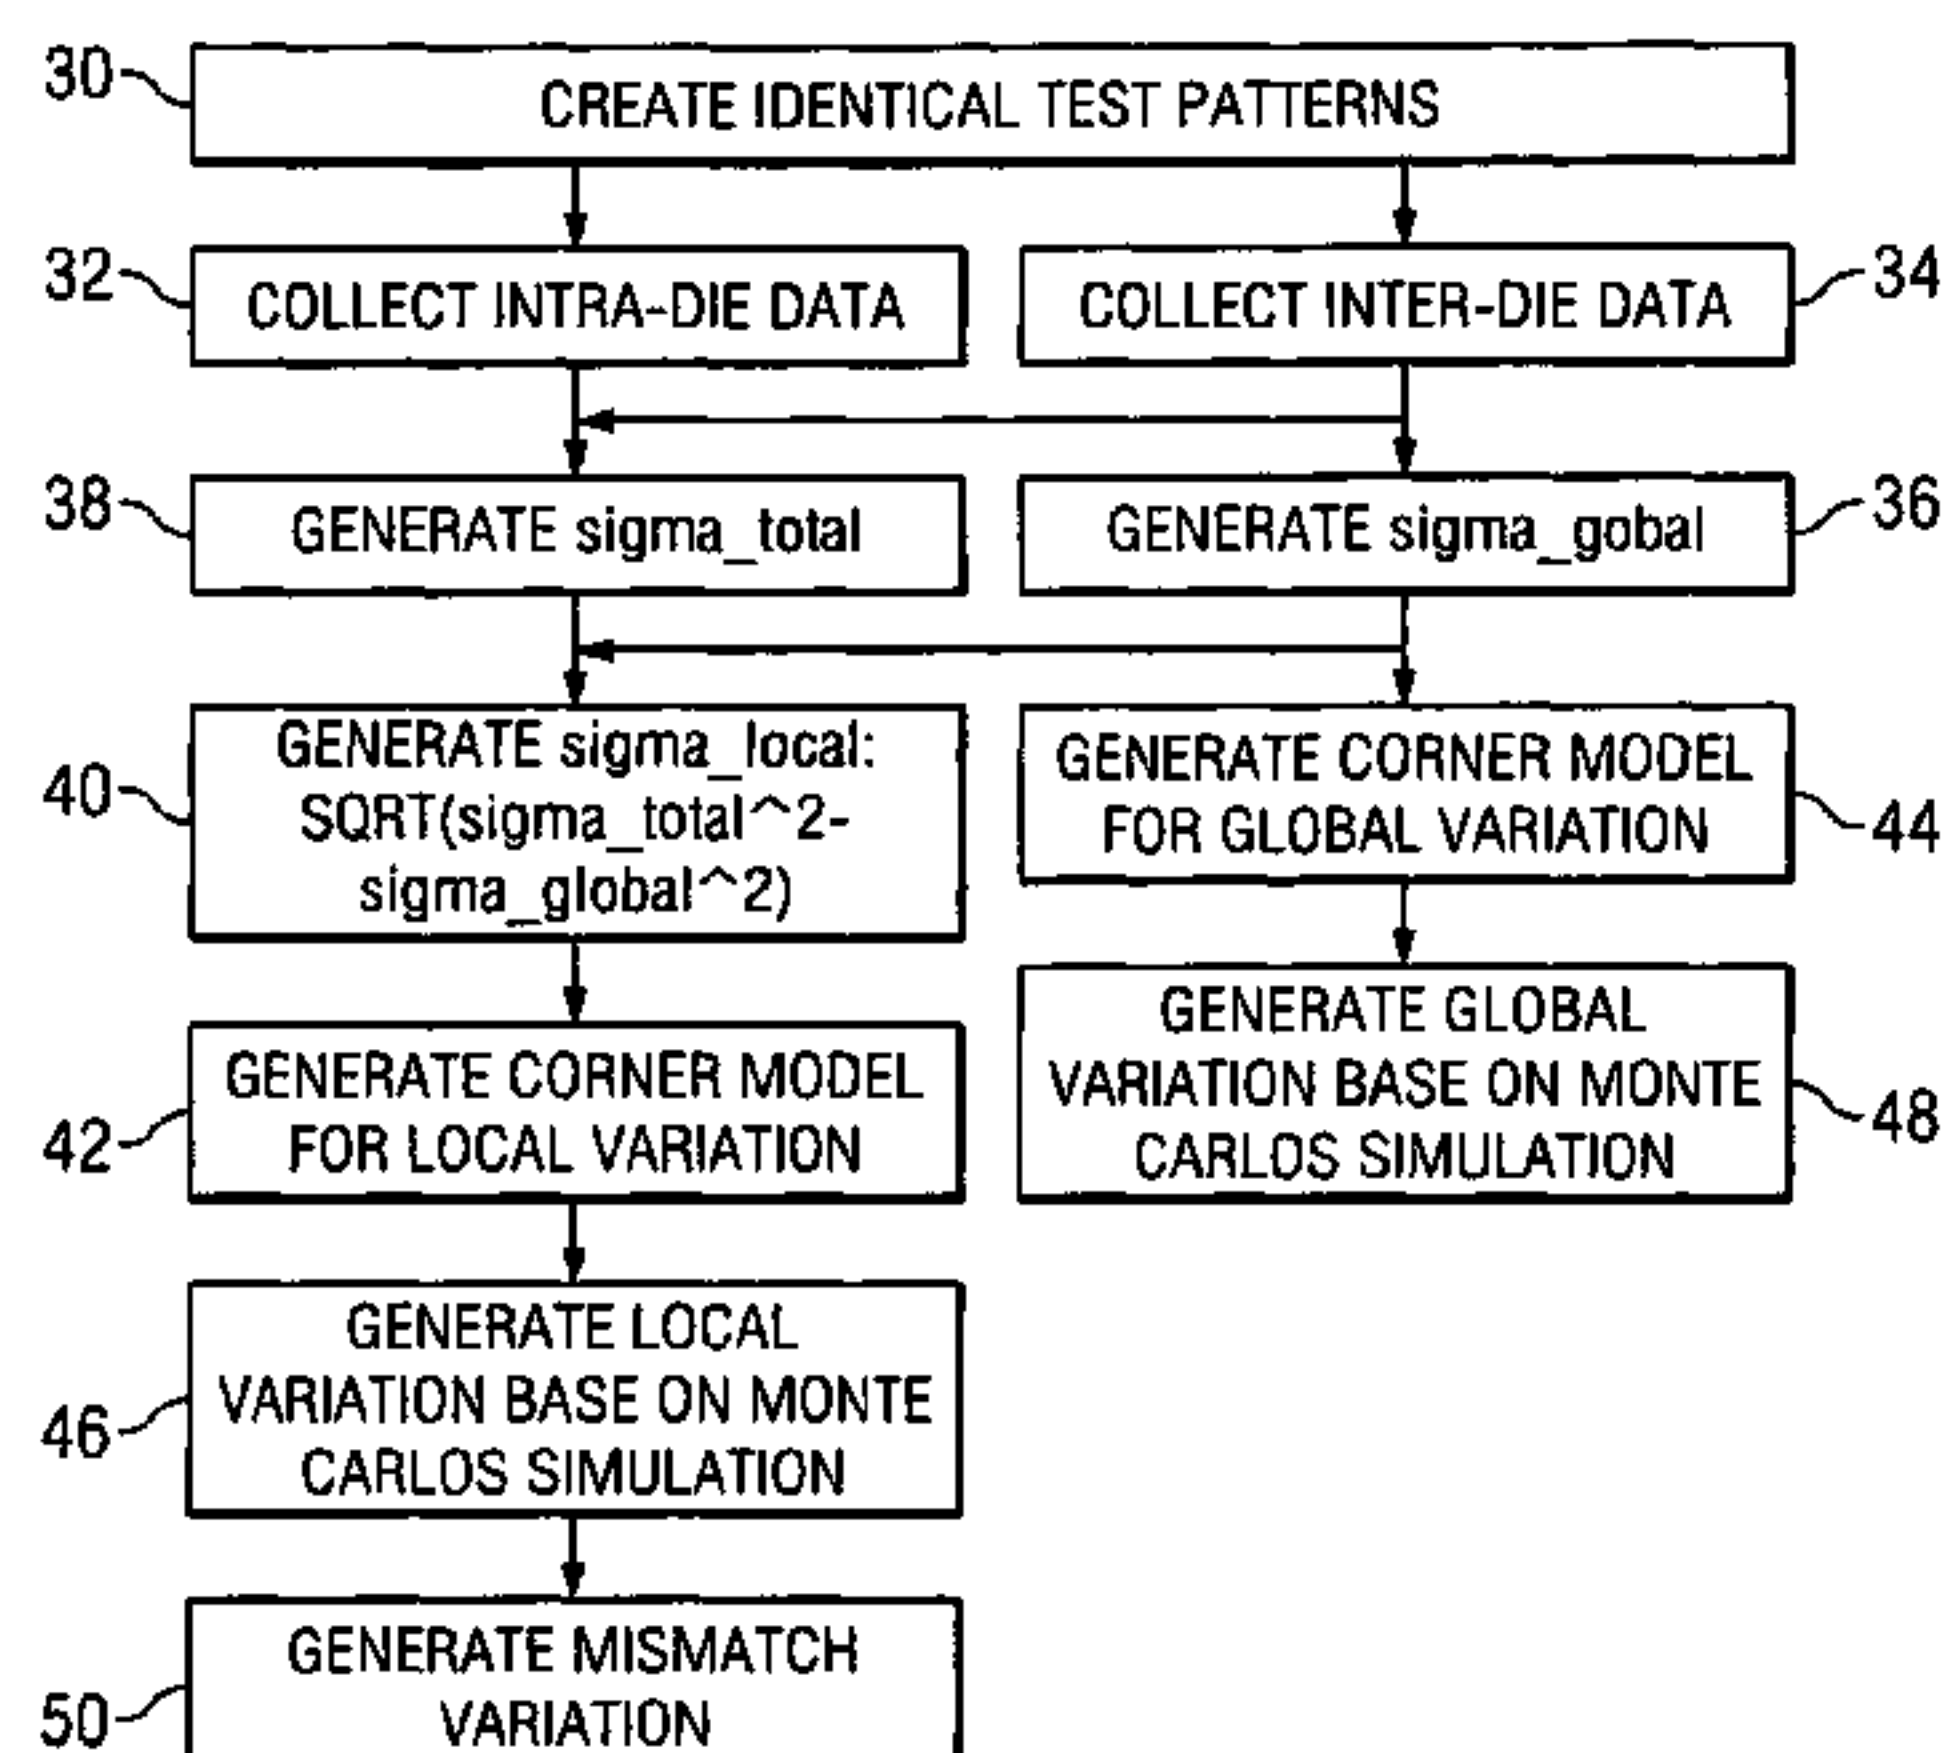 30
CREATE IDENTICAL TEST PATTERNS
32
COLLECT INTRA-DIE DATA
COLLECT INTER-DIE DATA
34
38
GENERATE sigma_total
GENERATE sigma_gobal
36
40
GENERATE sigma_local:
SQRT(sigma_total^2-
sigma_global^2)
GENERATE CORNER MODEL
FOR GLOBAL VARIATION
44
42
GENERATE CORNER MODEL
FOR LOCAL VARIATION
GENERATE GLOBAL
VARIATION BASE ON MONTE
CARLOS SIMULATION
48
46
GENERATE LOCAL
VARIATION BASE ON MONTE
CARLOS SIMULATION
50
GENERATE MISMATCH
VARIATION